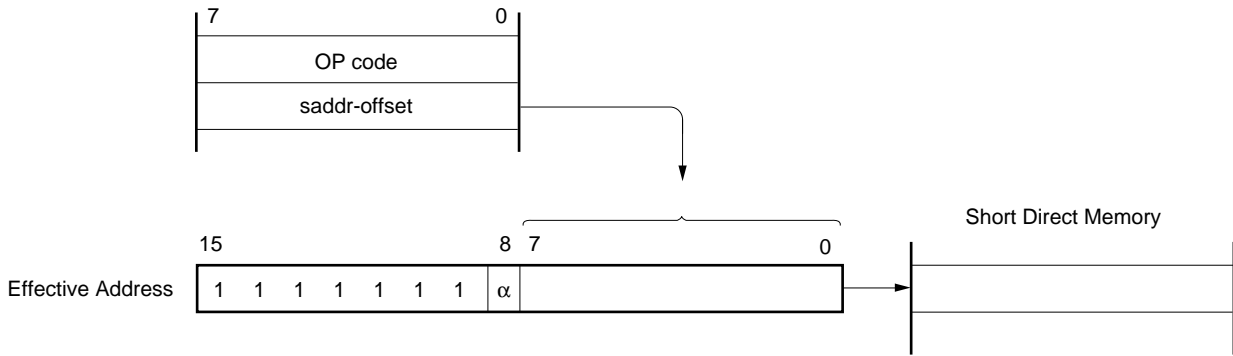 7 0
OP code
saddr-offset
Short Direct Memory
15 8 7 0
Effective Address 1 1 1 1 1 1 1 α